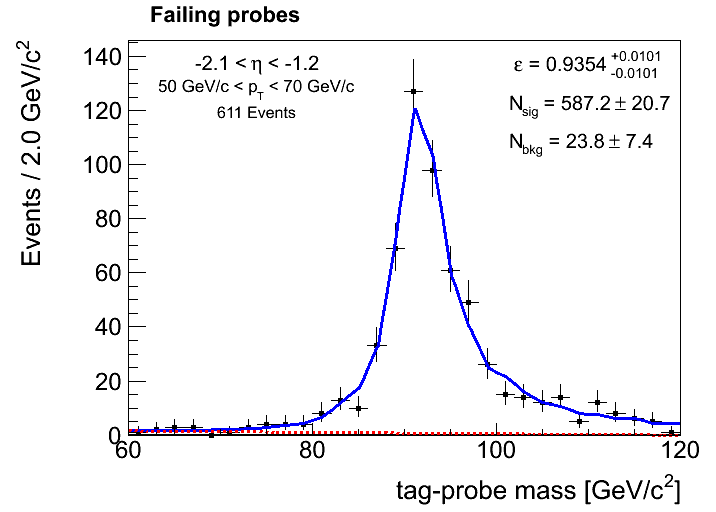 Failing probes
-2.1 < η < -1.2
50 GeV/c < p_T < 70 GeV/c
611 Events
ε = 0.9354 +0.0101 -0.0101
N_sig = 587.2 ± 20.7
N_bkg = 23.8 ± 7.4
Events / 2.0 GeV/c²
140
120
100
80
60
40
20
0
60 80 100 120
tag-probe mass [GeV/c²]